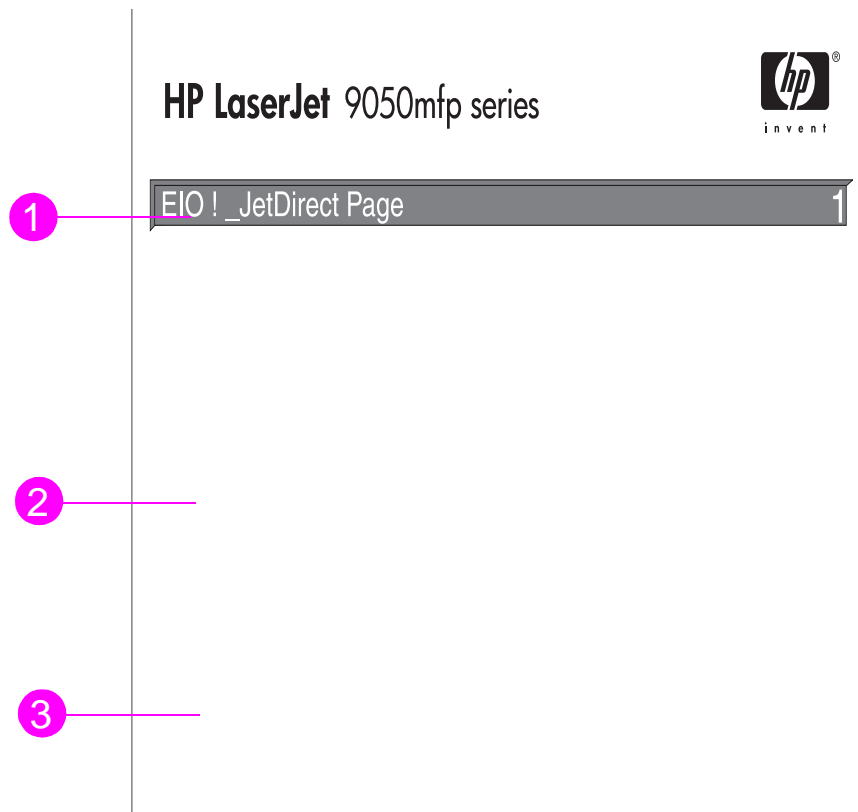 HP LaserJet 9050mfp series
hp ®
invent
1 EIO ! _JetDirect Page 1
2
3